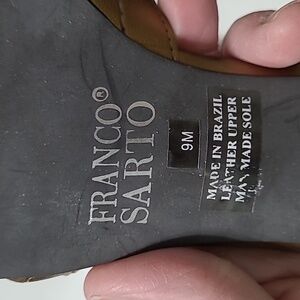 FRANCO®
SARTO
9M
MADE IN BRAZIL
LEATHER UPPER
MAN MADE SOLE